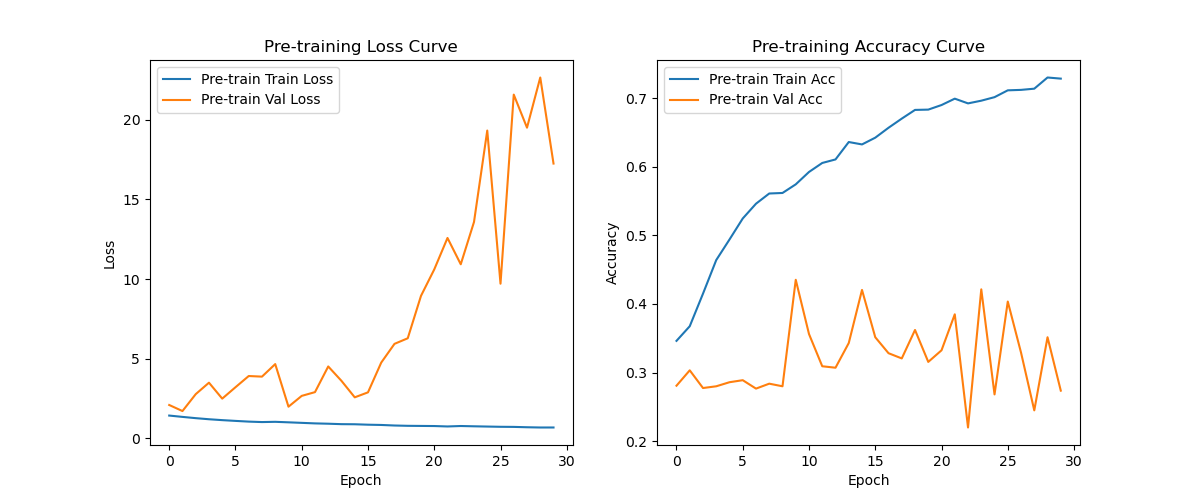 Pre-training Loss Curve
Pre-train Train Loss
Pre-train Val Loss
Loss
20
15
10
5
0
0 5 10 15 20 25 30
Epoch
Pre-training Accuracy Curve
Pre-train Train Acc
Pre-train Val Acc
Accuracy
0.7
0.6
0.5
0.4
0.3
0.2
0 5 10 15 20 25 30
Epoch